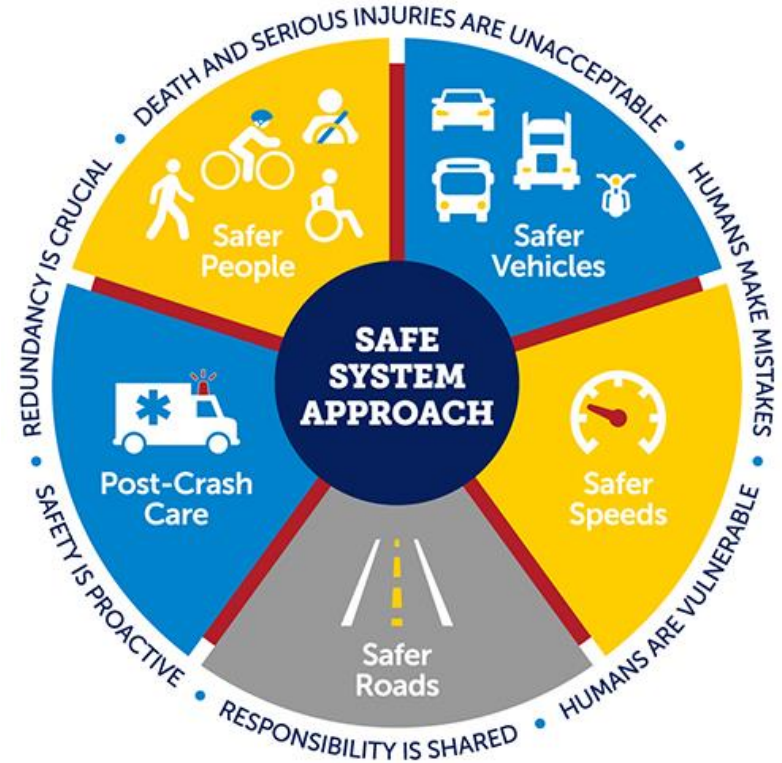 DEATH AND SERIOUS INJURIES ARE UNACCEPTABLE
HUMANS MAKE MISTAKES
HUMANS ARE VULNERABLE
RESPONSIBILITY IS SHARED
SAFETY IS PROACTIVE
REDUNDANCY IS CRUCIAL
Safer
People
Safer
Vehicles
SAFE
SYSTEM
APPROACH
Post-Crash
Care
Safer
Speeds
Safer
Roads